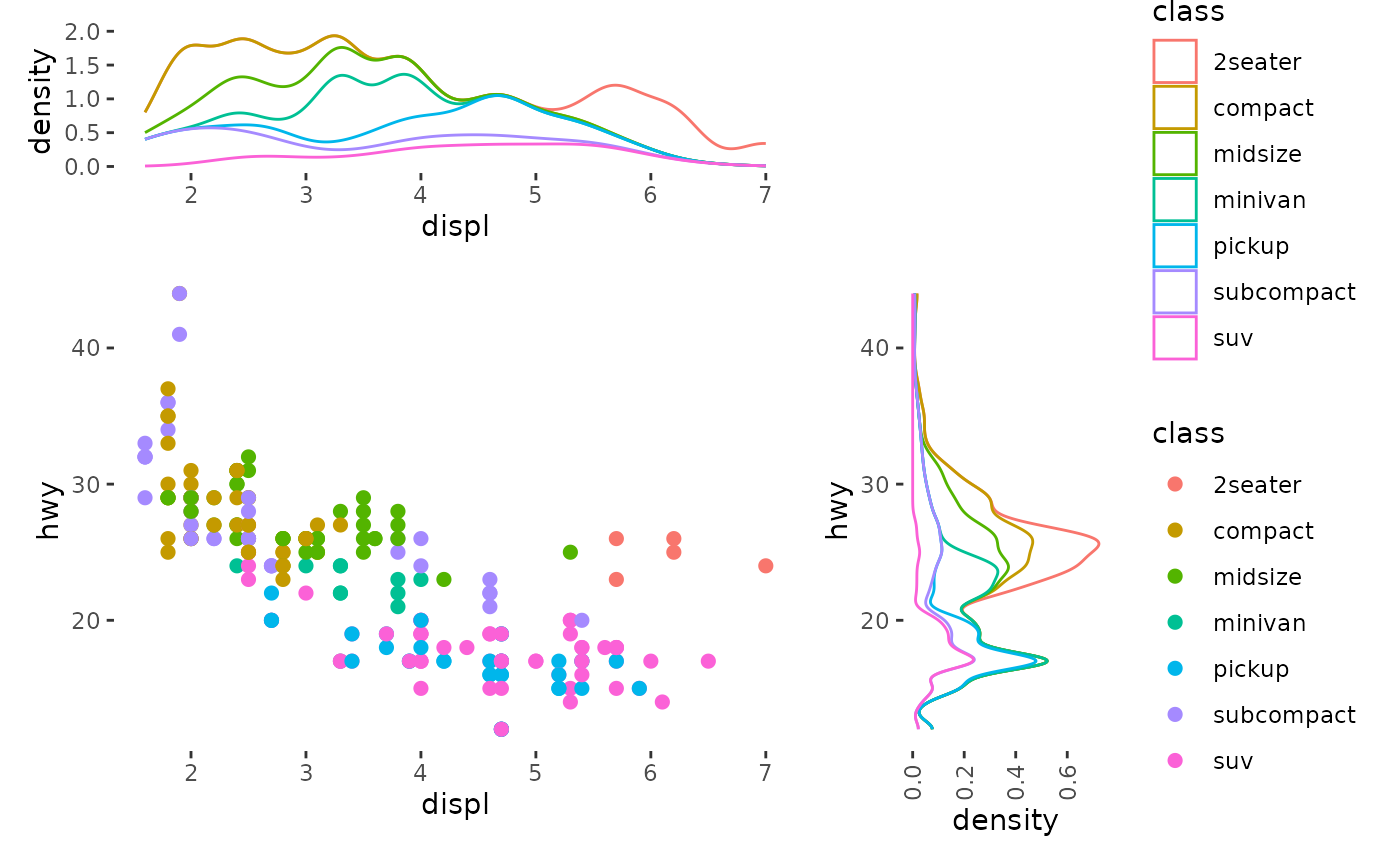 density
2.0
1.5
1.0
0.5
0.0
2 3 4 5 6 7
displ
hwy
40
30
20
2 3 4 5 6 7
displ
hwy
40
30
20
0.0 0.2 0.4 0.6
density
class
2seater
compact
midsize
minivan
pickup
subcompact
suv
class
2seater
compact
midsize
minivan
pickup
subcompact
suv